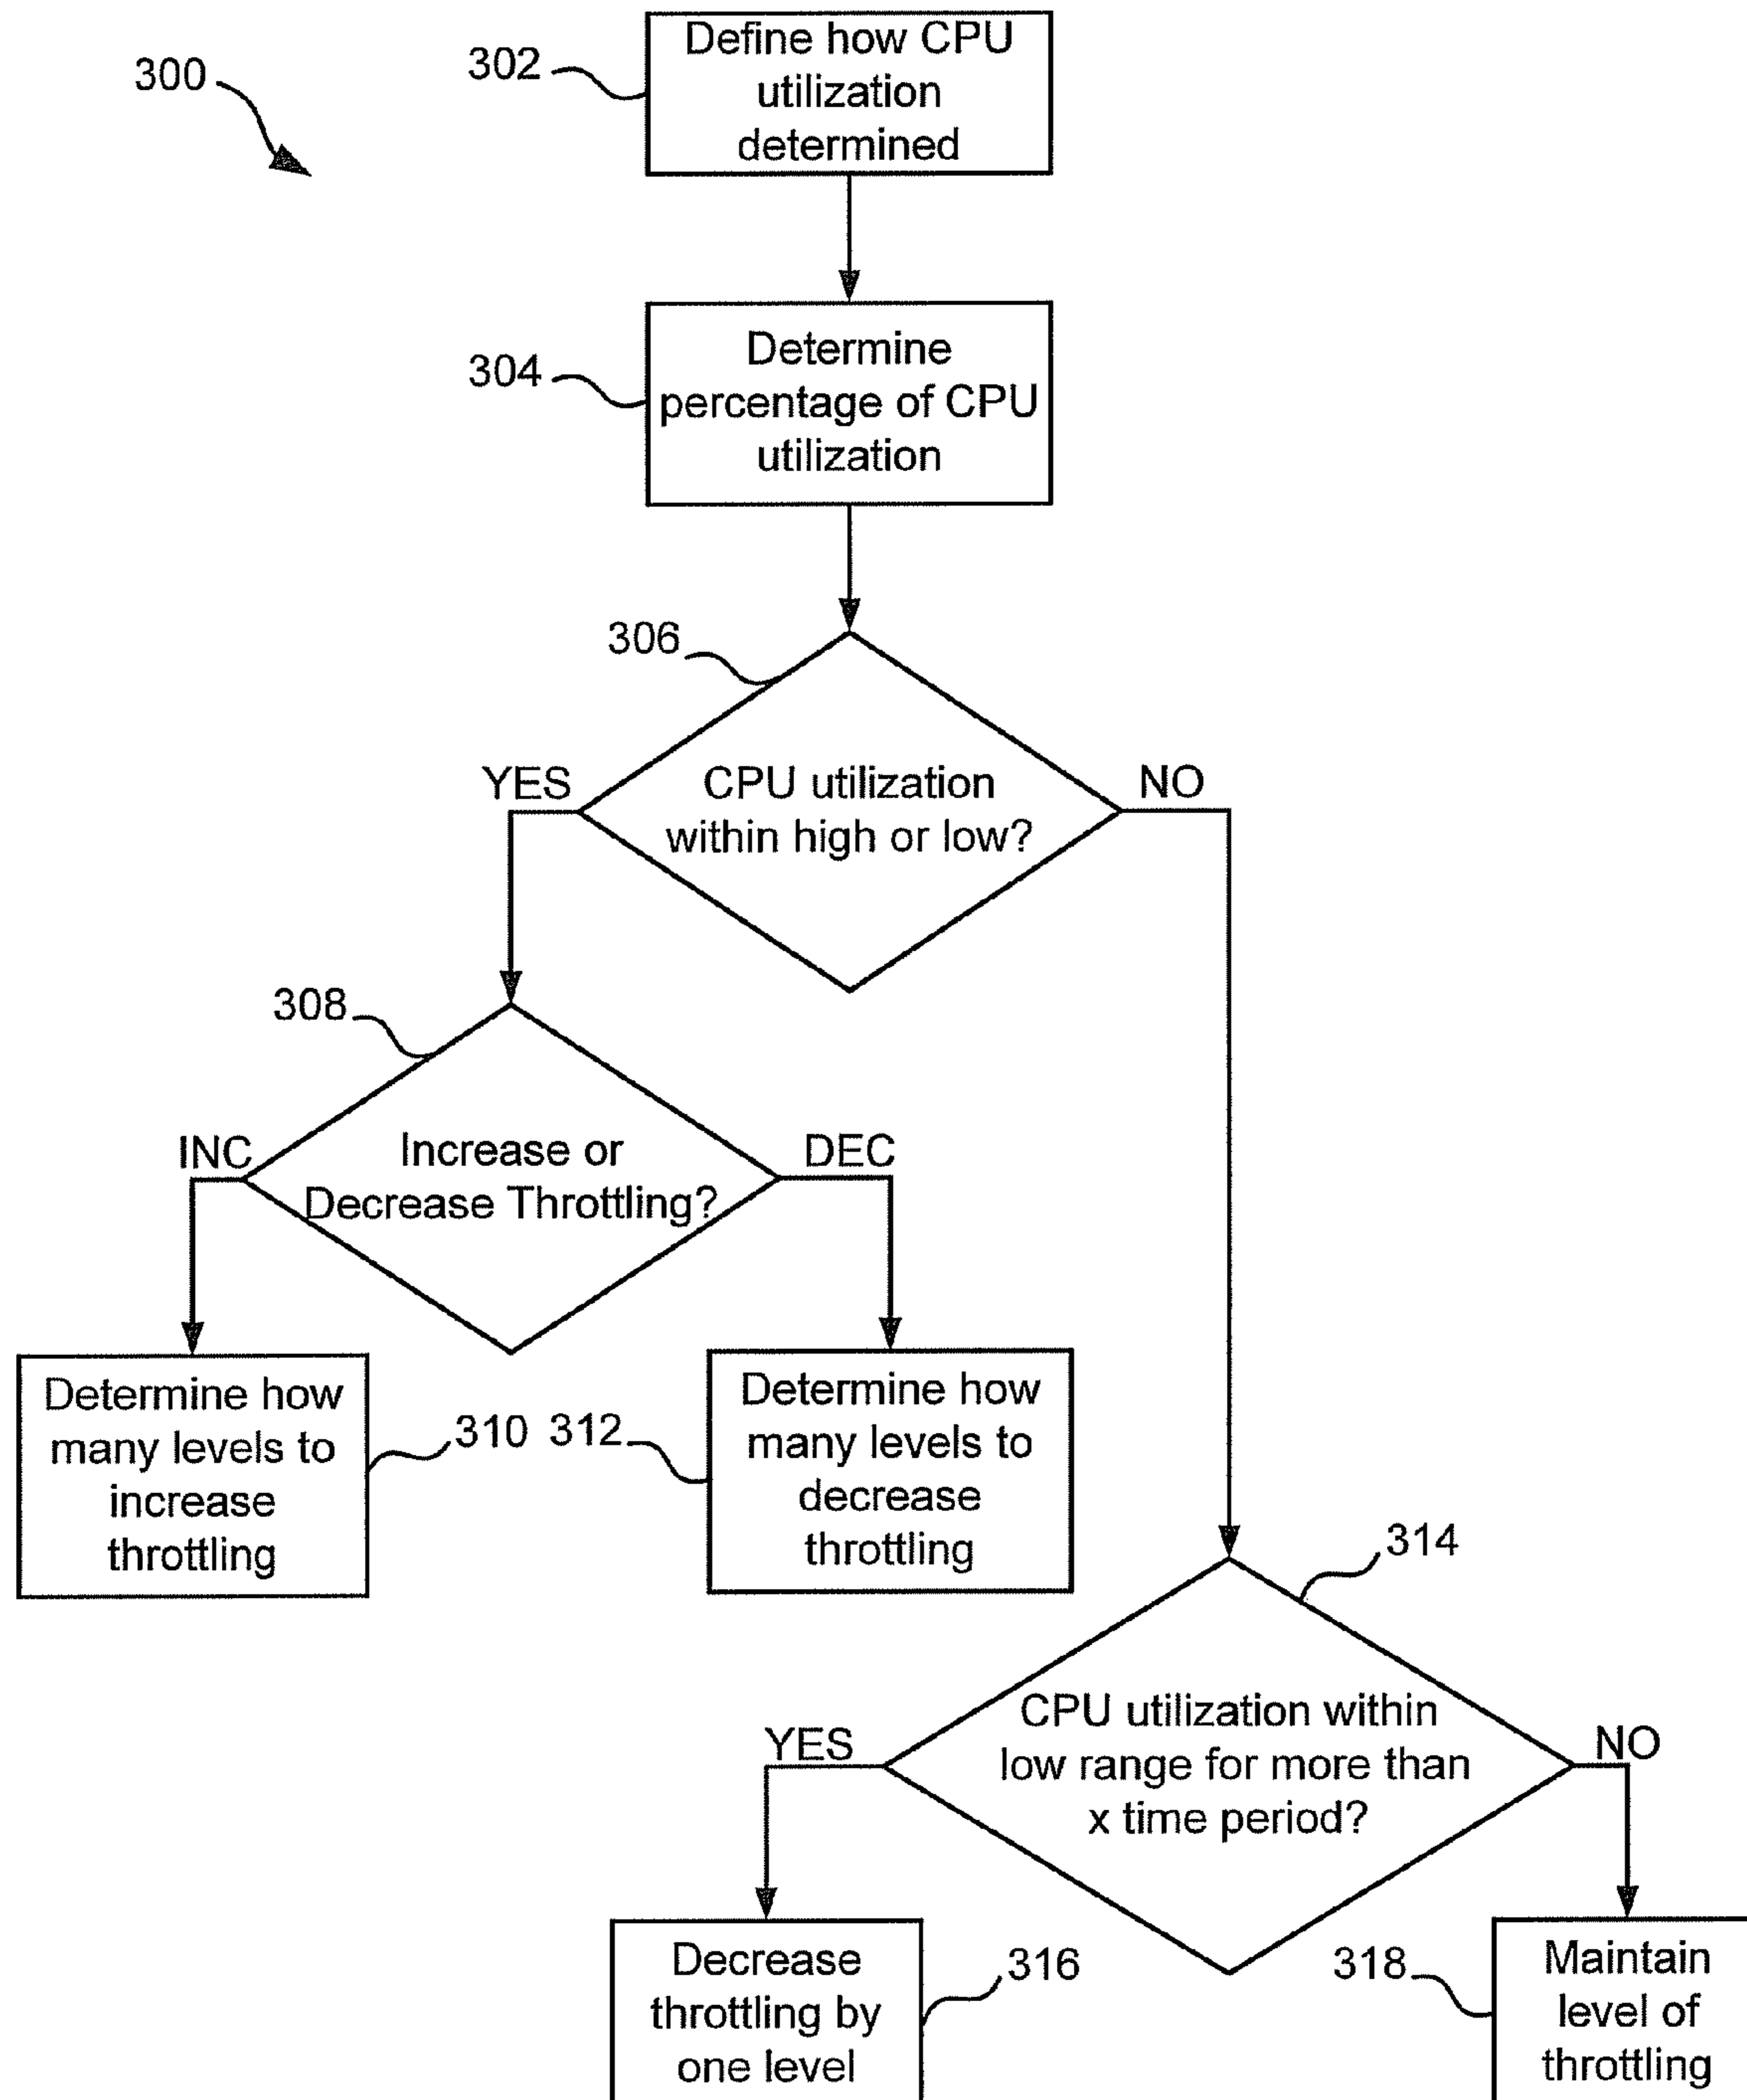 300
302
Define how CPU
utilization
determined
304
Determine
percentage of CPU
utilization
306
CPU utilization
within high or low?
YES
NO
308
Increase or
Decrease Throttling?
INC
DEC
Determine how
many levels to
increase
throttling
310
312
Determine how
many levels to
decrease
throttling
314
CPU utilization within
low range for more than
x time period?
YES
NO
Decrease
throttling by
one level
316
318
Maintain
level of
throttling